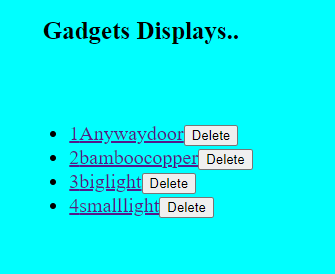 Gadgets Displays..
1Anywaydoor Delete
2bamboocopper Delete
3biglight Delete
4smalllight Delete